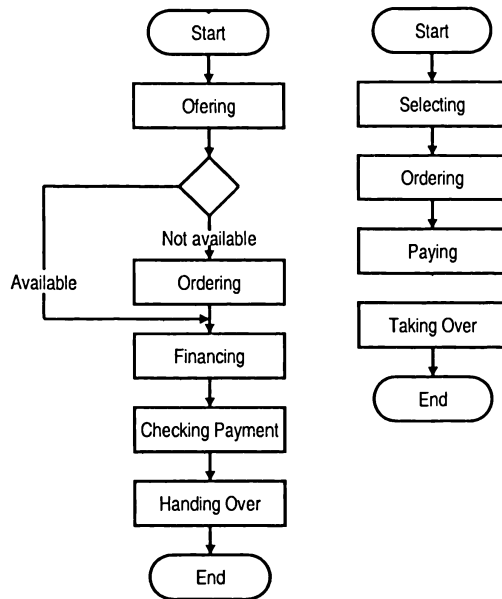 Start
Ofering
Not available
Available
Ordering
Financing
Checking Payment
Handing Over
End
Start
Selecting
Ordering
Paying
Taking Over
End